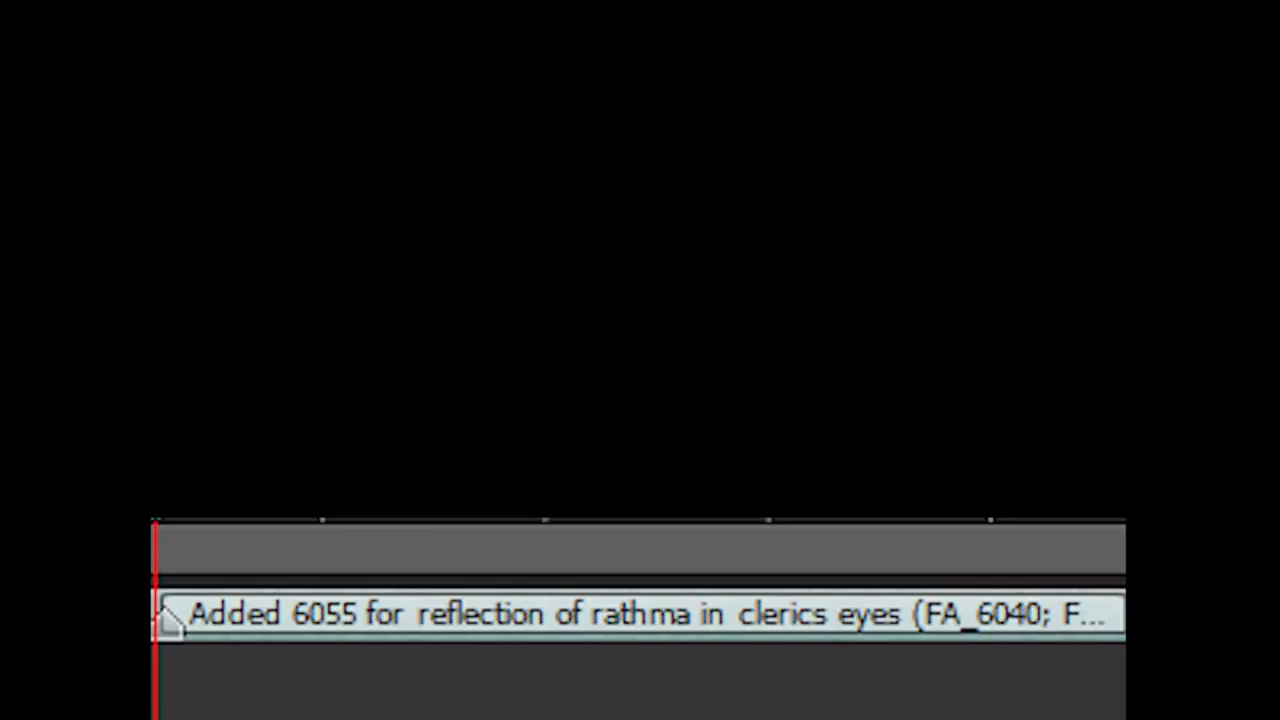 Added 6055 for reflection of rathma in clerics eyes (FA_6040; F...